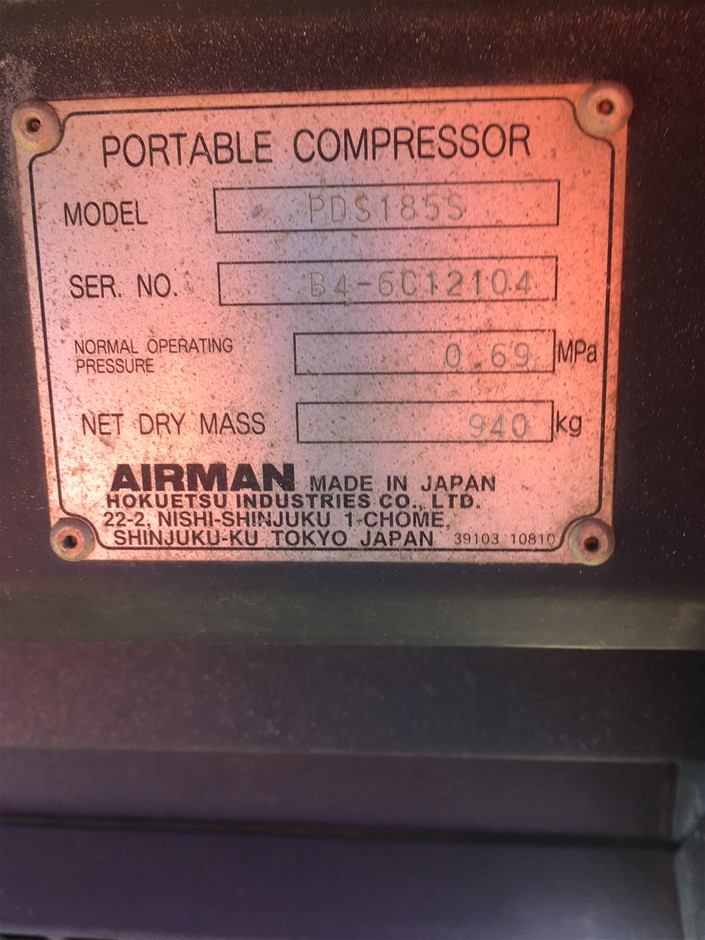 PORTABLE COMPRESSOR
MODEL PDS185S
SER. NO. B4-6C12104
NORMAL OPERATING
PRESSURE 0.69 MPa
NET DRY MASS 940 kg
AIRMAN MADE IN JAPAN
HOKUETSU INDUSTRIES CO., LTD.
22-2, NISHI-SHINJUKU 1-CHOME,
SHINJUKU-KU TOKYO JAPAN 39103 10810